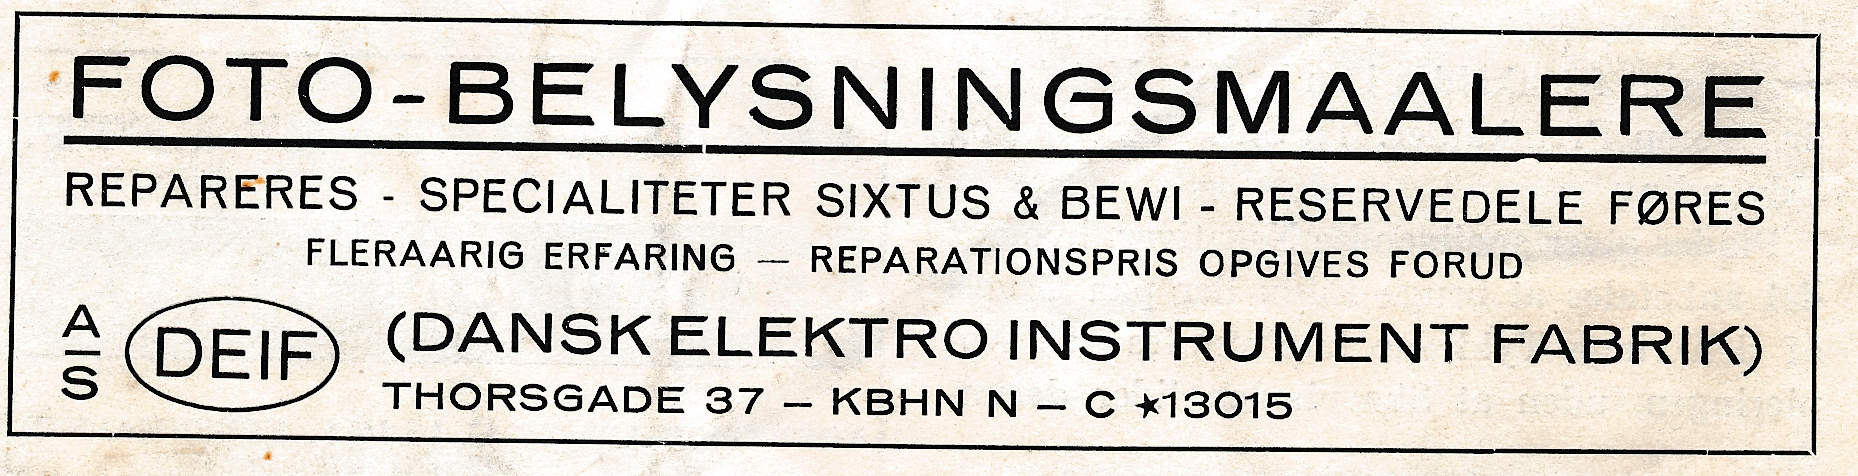 FOTO-BELYSNINGSMAALERE
REPARERES - SPECIALITETER SIXTUS & BEWI - RESERVEDELE FØRES
FLERAARIG ERFARING — REPARATIONSPRIS OPGIVES FORUD
A/S DEIF (DANSK ELEKTRO INSTRUMENT FABRIK)
THORSGADE 37 — KBHN N — C ★13015